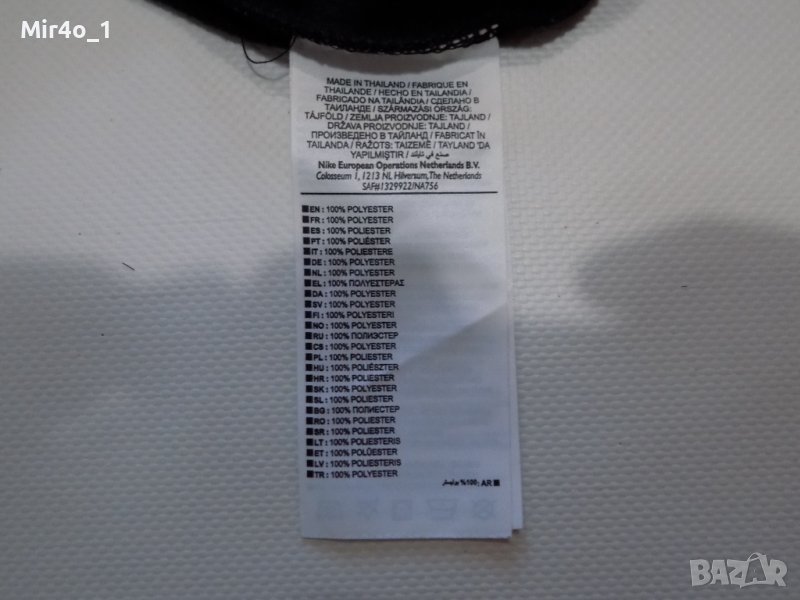 Mir4o_1
MADE IN THAILAND / FABRIQUE EN
THAÏLANDE / HECHO EN TAILANDIA /
FABRICADO NA TAILÂNDIA / СДЕЛАНО В
ТАИЛАНДЕ / SZÁRMAZÁSI ORSZÁG:
TÁJFÖLD / ZEMLJA PROIZVODNJE: TAJLAND /
DRŽAVA PROIZVODNJE: TAJLAND /
ПРОИЗВЕДЕНО В ТАЙЛАНД / FABRICAT ÎN
TAILANDA / RAŽOTS: TAIZEMĒ / TAYLAND 'DA
YAPILMIŞTIR / صنع في تايلند
Nike European Operations Netherlands B.V.
Colosseum 1, 1213 NL Hilversum, The Netherlands
SAF#1329922/NA756
EN : 100% POLYESTER
FR : 100% POLYESTER
ES : 100% POLIESTER
PT : 100% POLIÉSTER
IT : 100% POLIESTERE
DE : 100% POLYESTER
NL : 100% POLYESTER
EL : 100% ΠΟΛΥΕΣΤΕΡΑΣ
DA : 100% POLYESTER
SV : 100% POLYESTER
FI : 100% POLYESTERI
NO : 100% POLYESTER
RU : 100% ПОЛИЭСТЕР
CS : 100% POLYESTER
PL : 100% POLIESTER
HU : 100% POLIÉSZTER
HR : 100% POLIESTER
SK : 100% POLYESTER
SL : 100% POLIESTER
BG : 100% ПОЛИЕСТЕР
RO : 100% POLIESTER
SR : 100% POLIESTER
LT : 100% POLIESTERIS
ET : 100% POLÜESTER
LV : 100% POLIESTERIS
TR : 100% POLYESTER
AR : 100% بوليستر
BAZAR